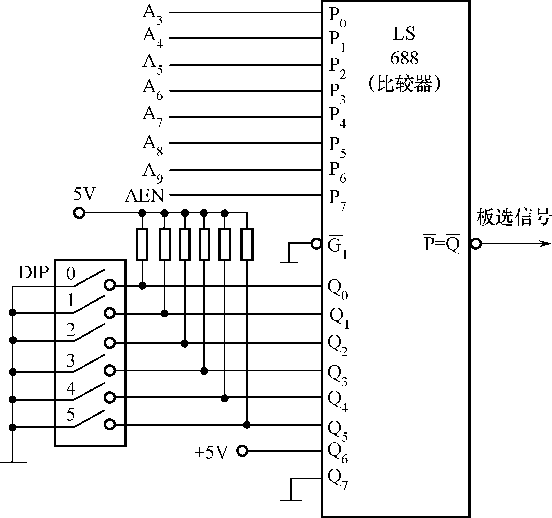 A3 P0
A4 P1
A5 P2
A6 P3
A7 P4
A8 P5
A9 P6
AEN P7
LS
688
(比较器)
5V
G1
P=Q
板选信号
DIP
0 Q0
1 Q1
2 Q2
3 Q3
4 Q4
5 Q5
+5V Q6
Q7